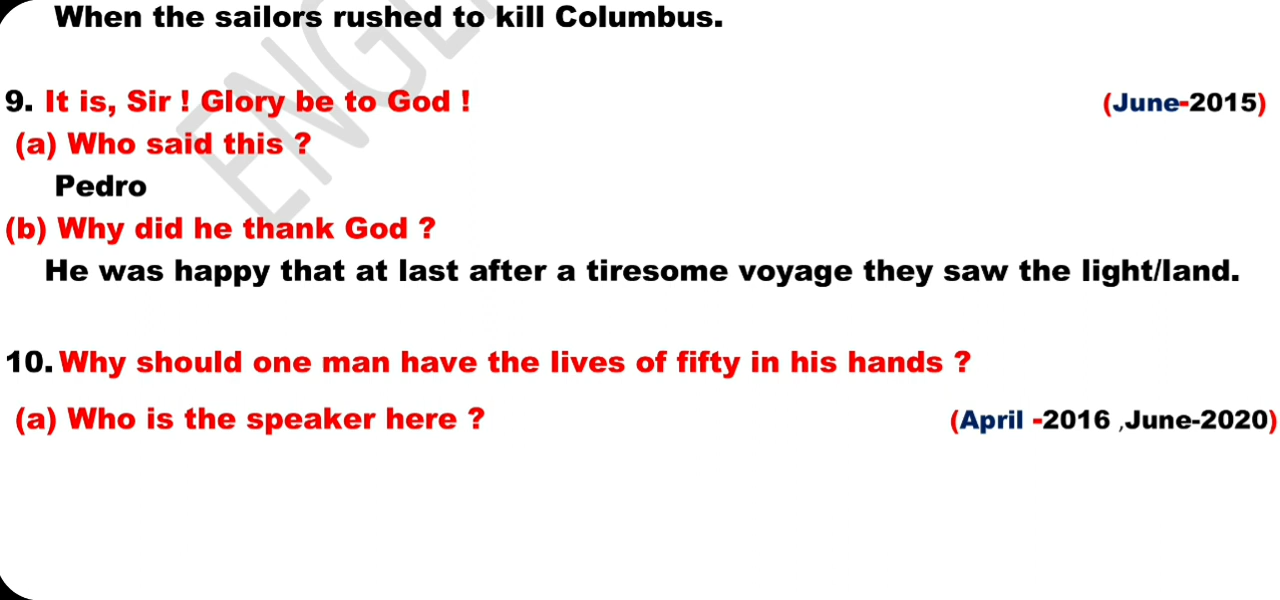 When the sailors rushed to kill Columbus.
9. It is, Sir ! Glory be to God ! (June-2015)
(a) Who said this ?
Pedro
(b) Why did he thank God ?
He was happy that at last after a tiresome voyage they saw the light/land.
10. Why should one man have the lives of fifty in his hands ?
(a) Who is the speaker here ? (April -2016 ,June-2020)